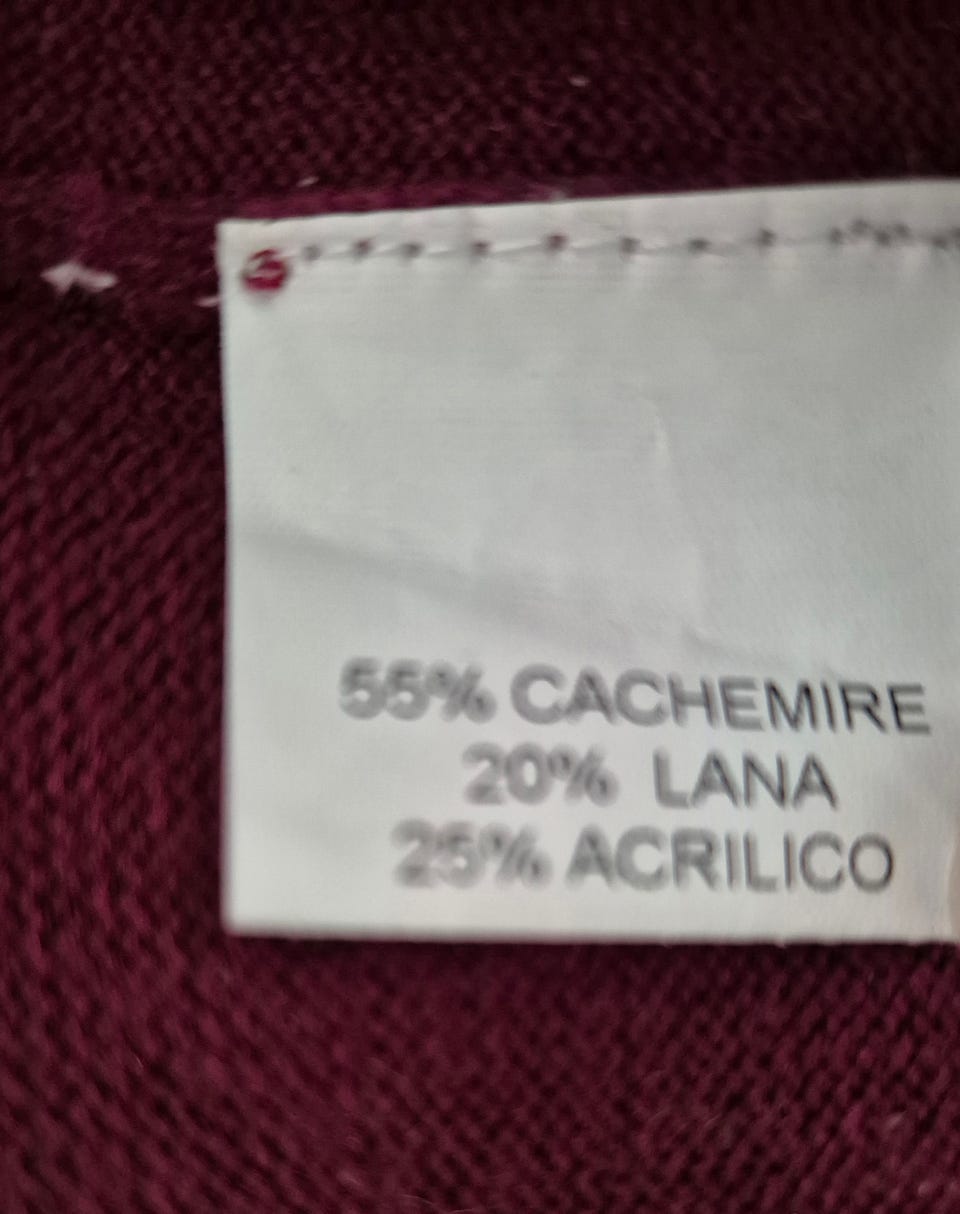 55% CACHEMIRE
20% LANA
25% ACRILICO